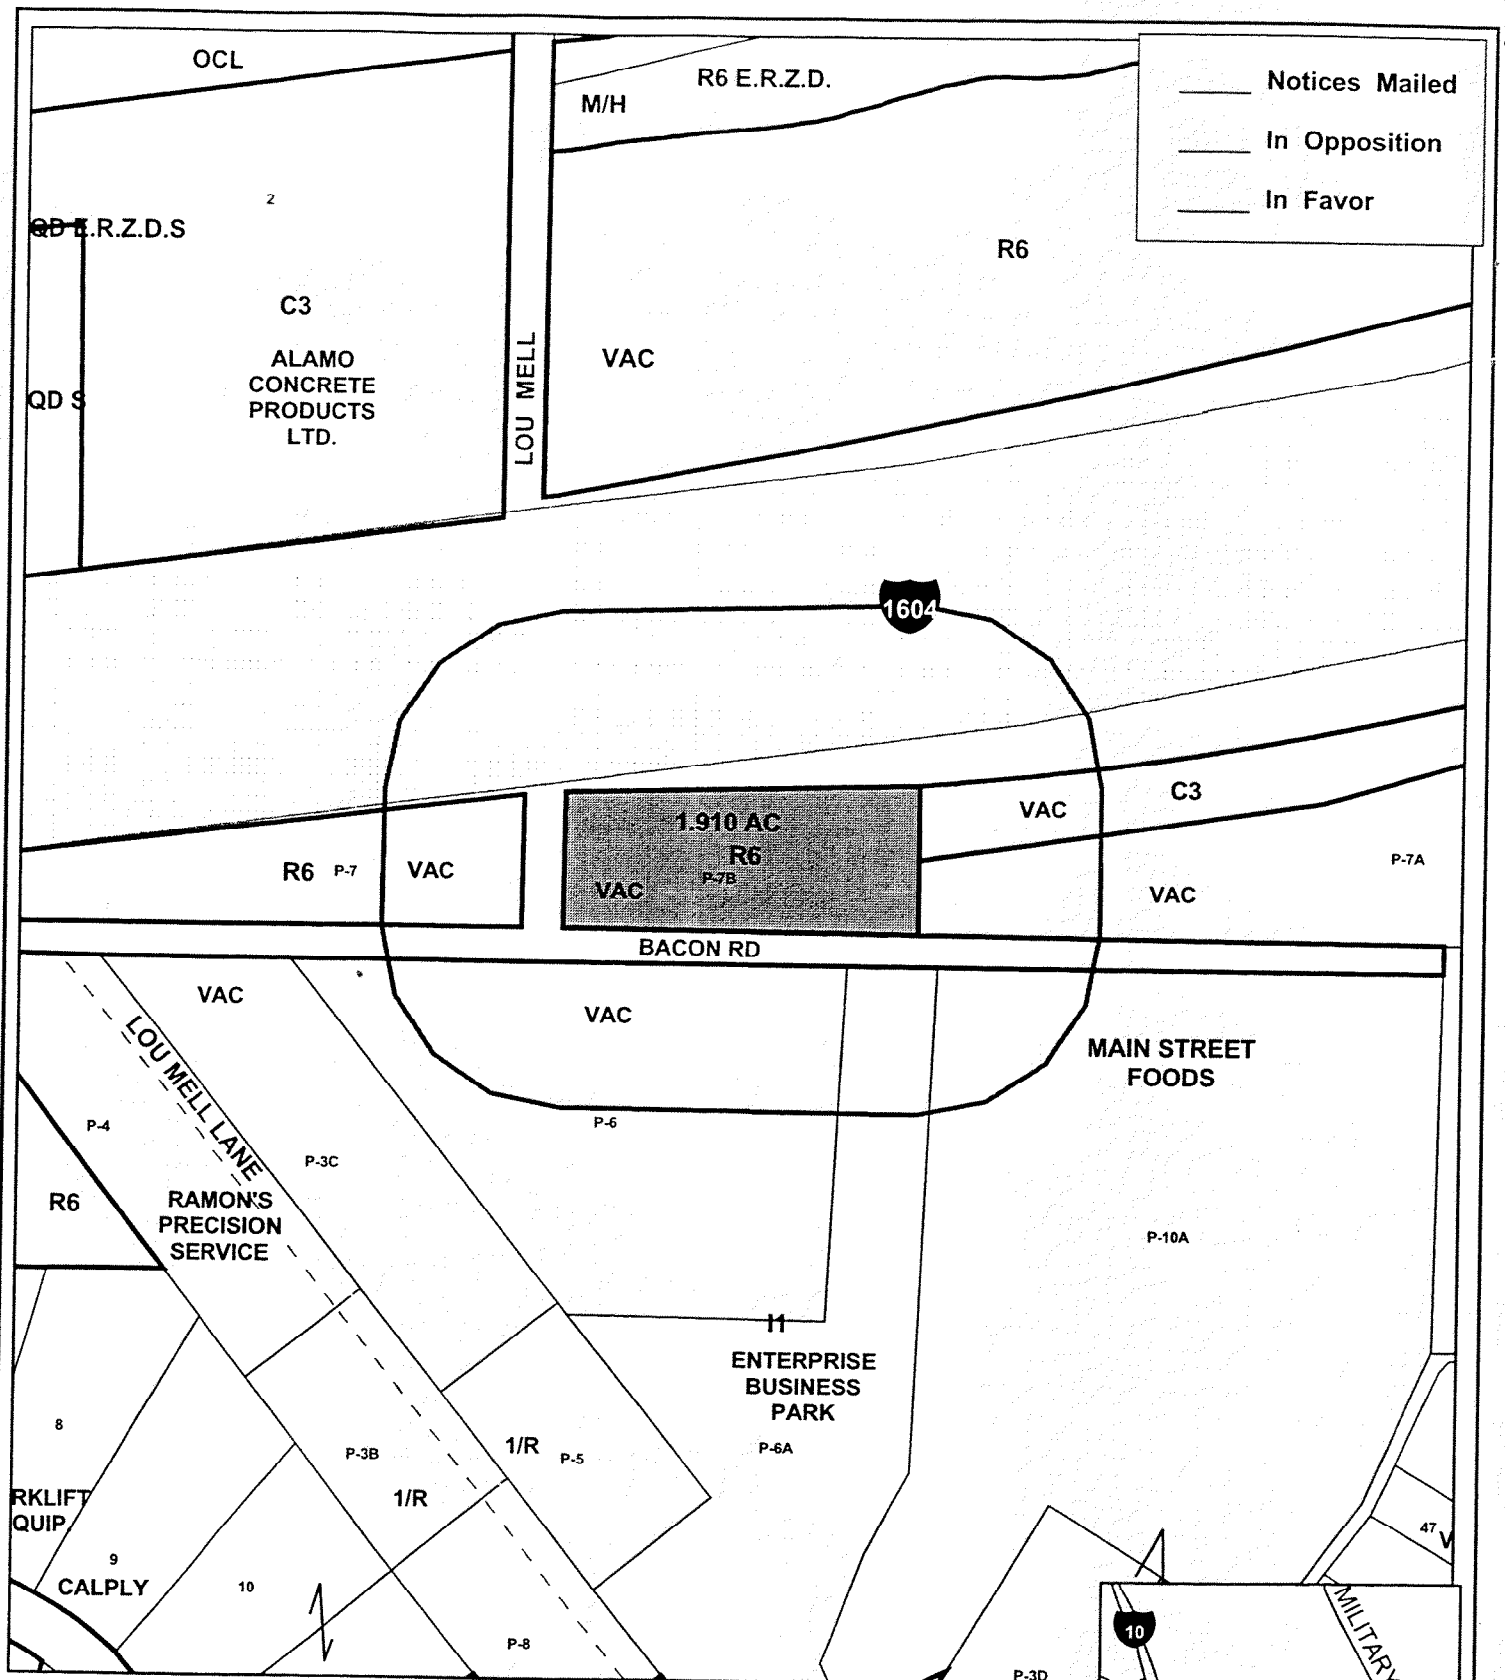 OCL
R6 E.R.Z.D.
M/H
____ Notices Mailed
____ In Opposition
____ In Favor
2
QD E.R.Z.D.S
R6
C3
ALAMO
CONCRETE
PRODUCTS
LTD.
LOU MELL
VAC
QD S
1604
1.910 AC
R6
P-7B
VAC
VAC
C3
P-7A
VAC
R6 P-7 VAC
BACON RD
VAC
VAC
LOU MELL LANE
MAIN STREET
FOODS
P-4
P-3C
P-6
R6
RAMON'S
PRECISION
SERVICE
P-10A
I1
ENTERPRISE
BUSINESS
PARK
P-6A
8
P-3B
1/R P-5
1/R
RKLIFT
QUIP.
9
CALPLY
10
P-8
47 V
10
MILITARY
P-3D